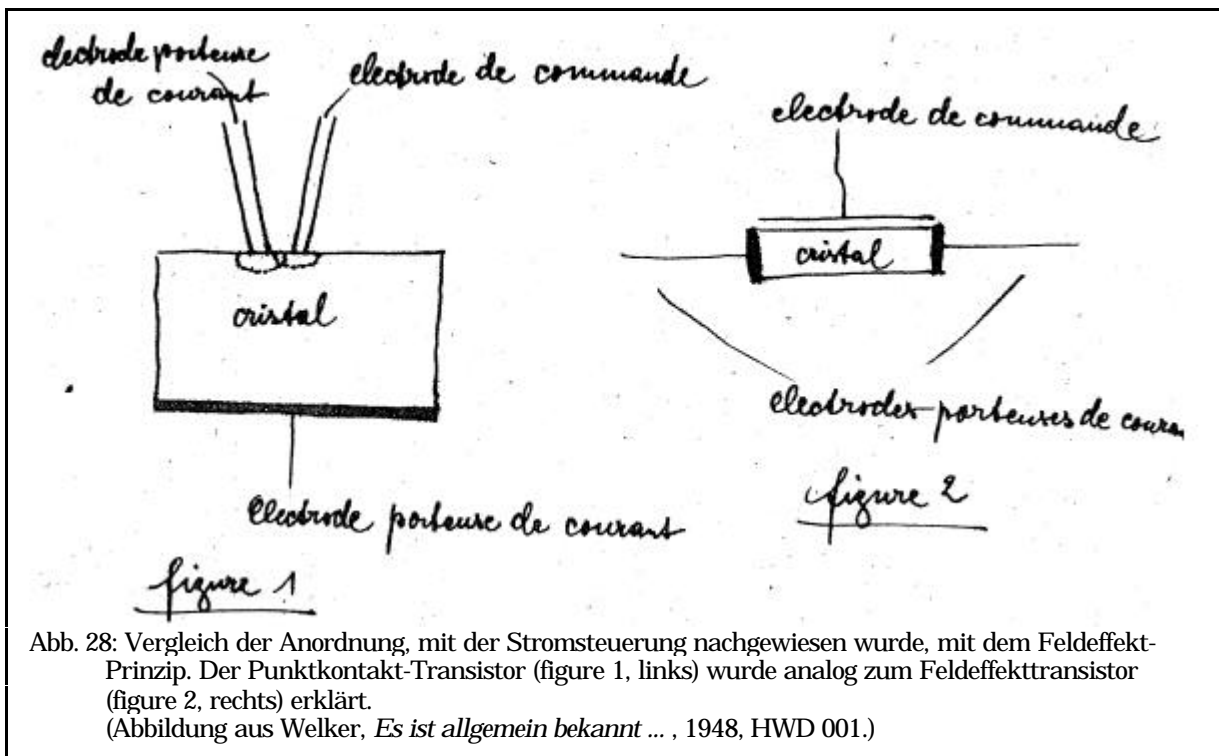 electrode porteuse
de courant
electrode de commande
cristal
Electrode porteuse de courant
figure 1
electrode de commande
cristal
electrodes porteuses de couran
figure 2
Abb. 28: Vergleich der Anordnung, mit der Stromsteuerung nachgewiesen wurde, mit dem Feldeffekt-
Prinzip. Der Punktkontakt-Transistor (figure 1, links) wurde analog zum Feldeffekttransistor
(figure 2, rechts) erklärt.
(Abbildung aus Welker, Es ist allgemein bekannt ... , 1948, HWD 001.)